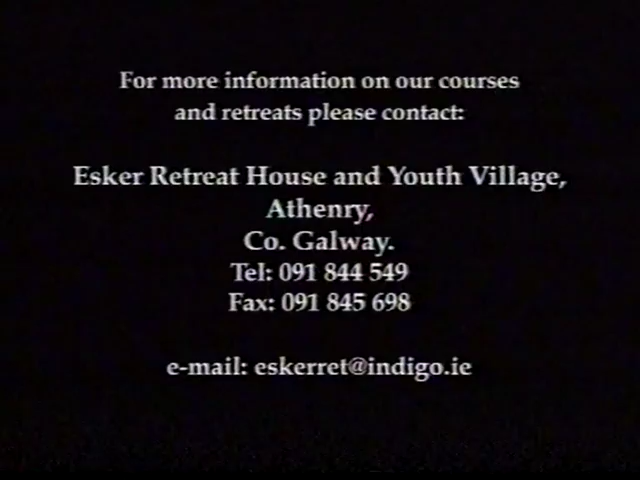 For more information on our courses
and retreats please contact:
Esker Retreat House and Youth Village,
Athenry,
Co. Galway.
Tel: 091 844 549
Fax: 091 845 698
e-mail: eskerret@indigo.ie